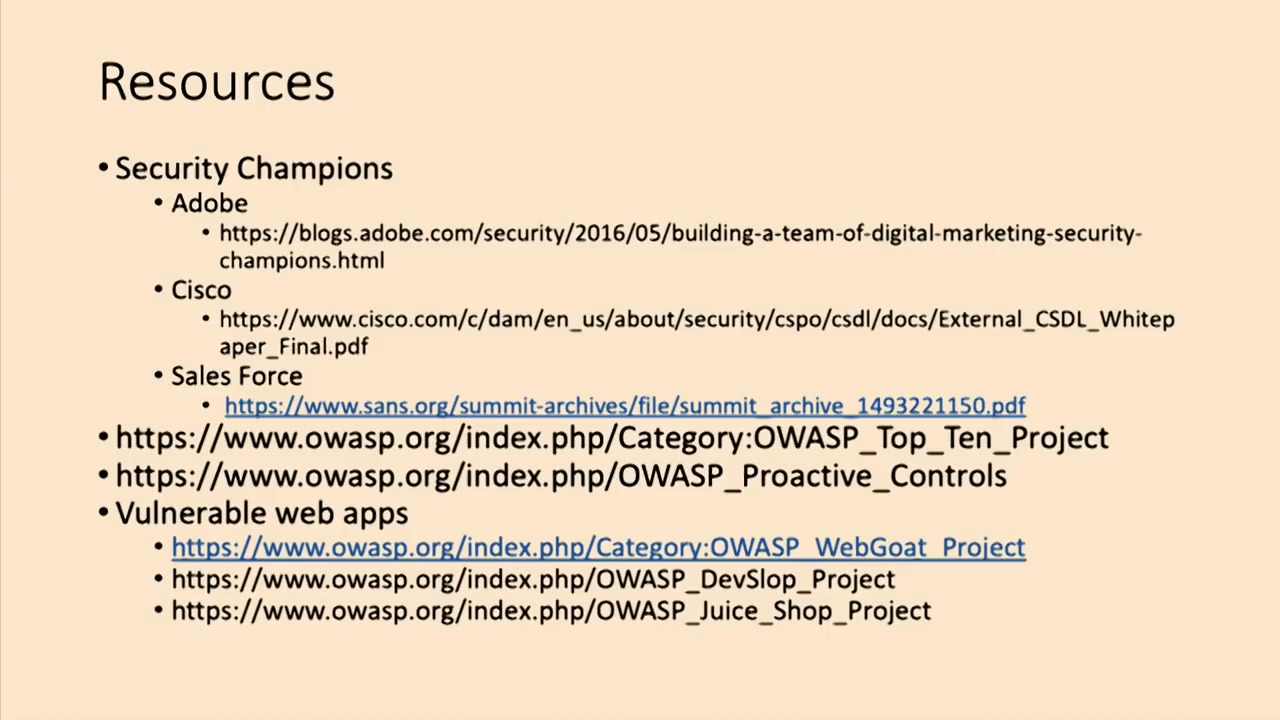 Resources
• Security Champions
• Adobe
• https://blogs.adobe.com/security/2016/05/building-a-team-of-digital-marketing-security-
champions.html
• Cisco
• https://www.cisco.com/c/dam/en_us/about/security/cspo/csdl/docs/External_CSDL_Whitep
aper_Final.pdf
• Sales Force
• https://www.sans.org/summit-archives/file/summit_archive_1493221150.pdf
• https://www.owasp.org/index.php/Category:OWASP_Top_Ten_Project
• https://www.owasp.org/index.php/OWASP_Proactive_Controls
• Vulnerable web apps
• https://www.owasp.org/index.php/Category:OWASP_WebGoat_Project
• https://www.owasp.org/index.php/OWASP_DevSlop_Project
• https://www.owasp.org/index.php/OWASP_Juice_Shop_Project